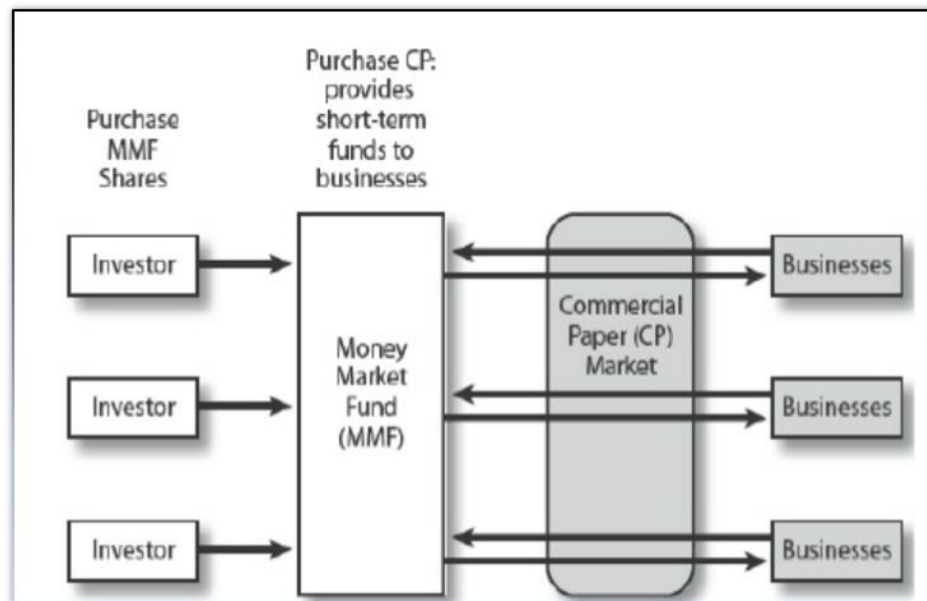 Purchase
MMF
Shares
Purchase CP:
provides
short-term
funds to
businesses
Investor
Investor
Investor
Money
Market
Fund
(MMF)
Commercial
Paper (CP)
Market
Businesses
Businesses
Businesses